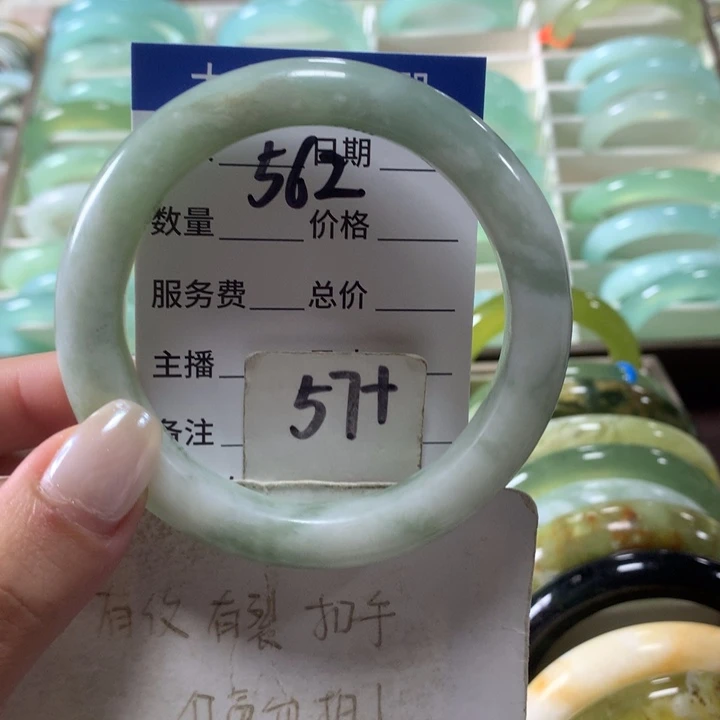 562 日期
数量 价格
服务费 总价
主播
备注
57+
有纹 有裂 扣手